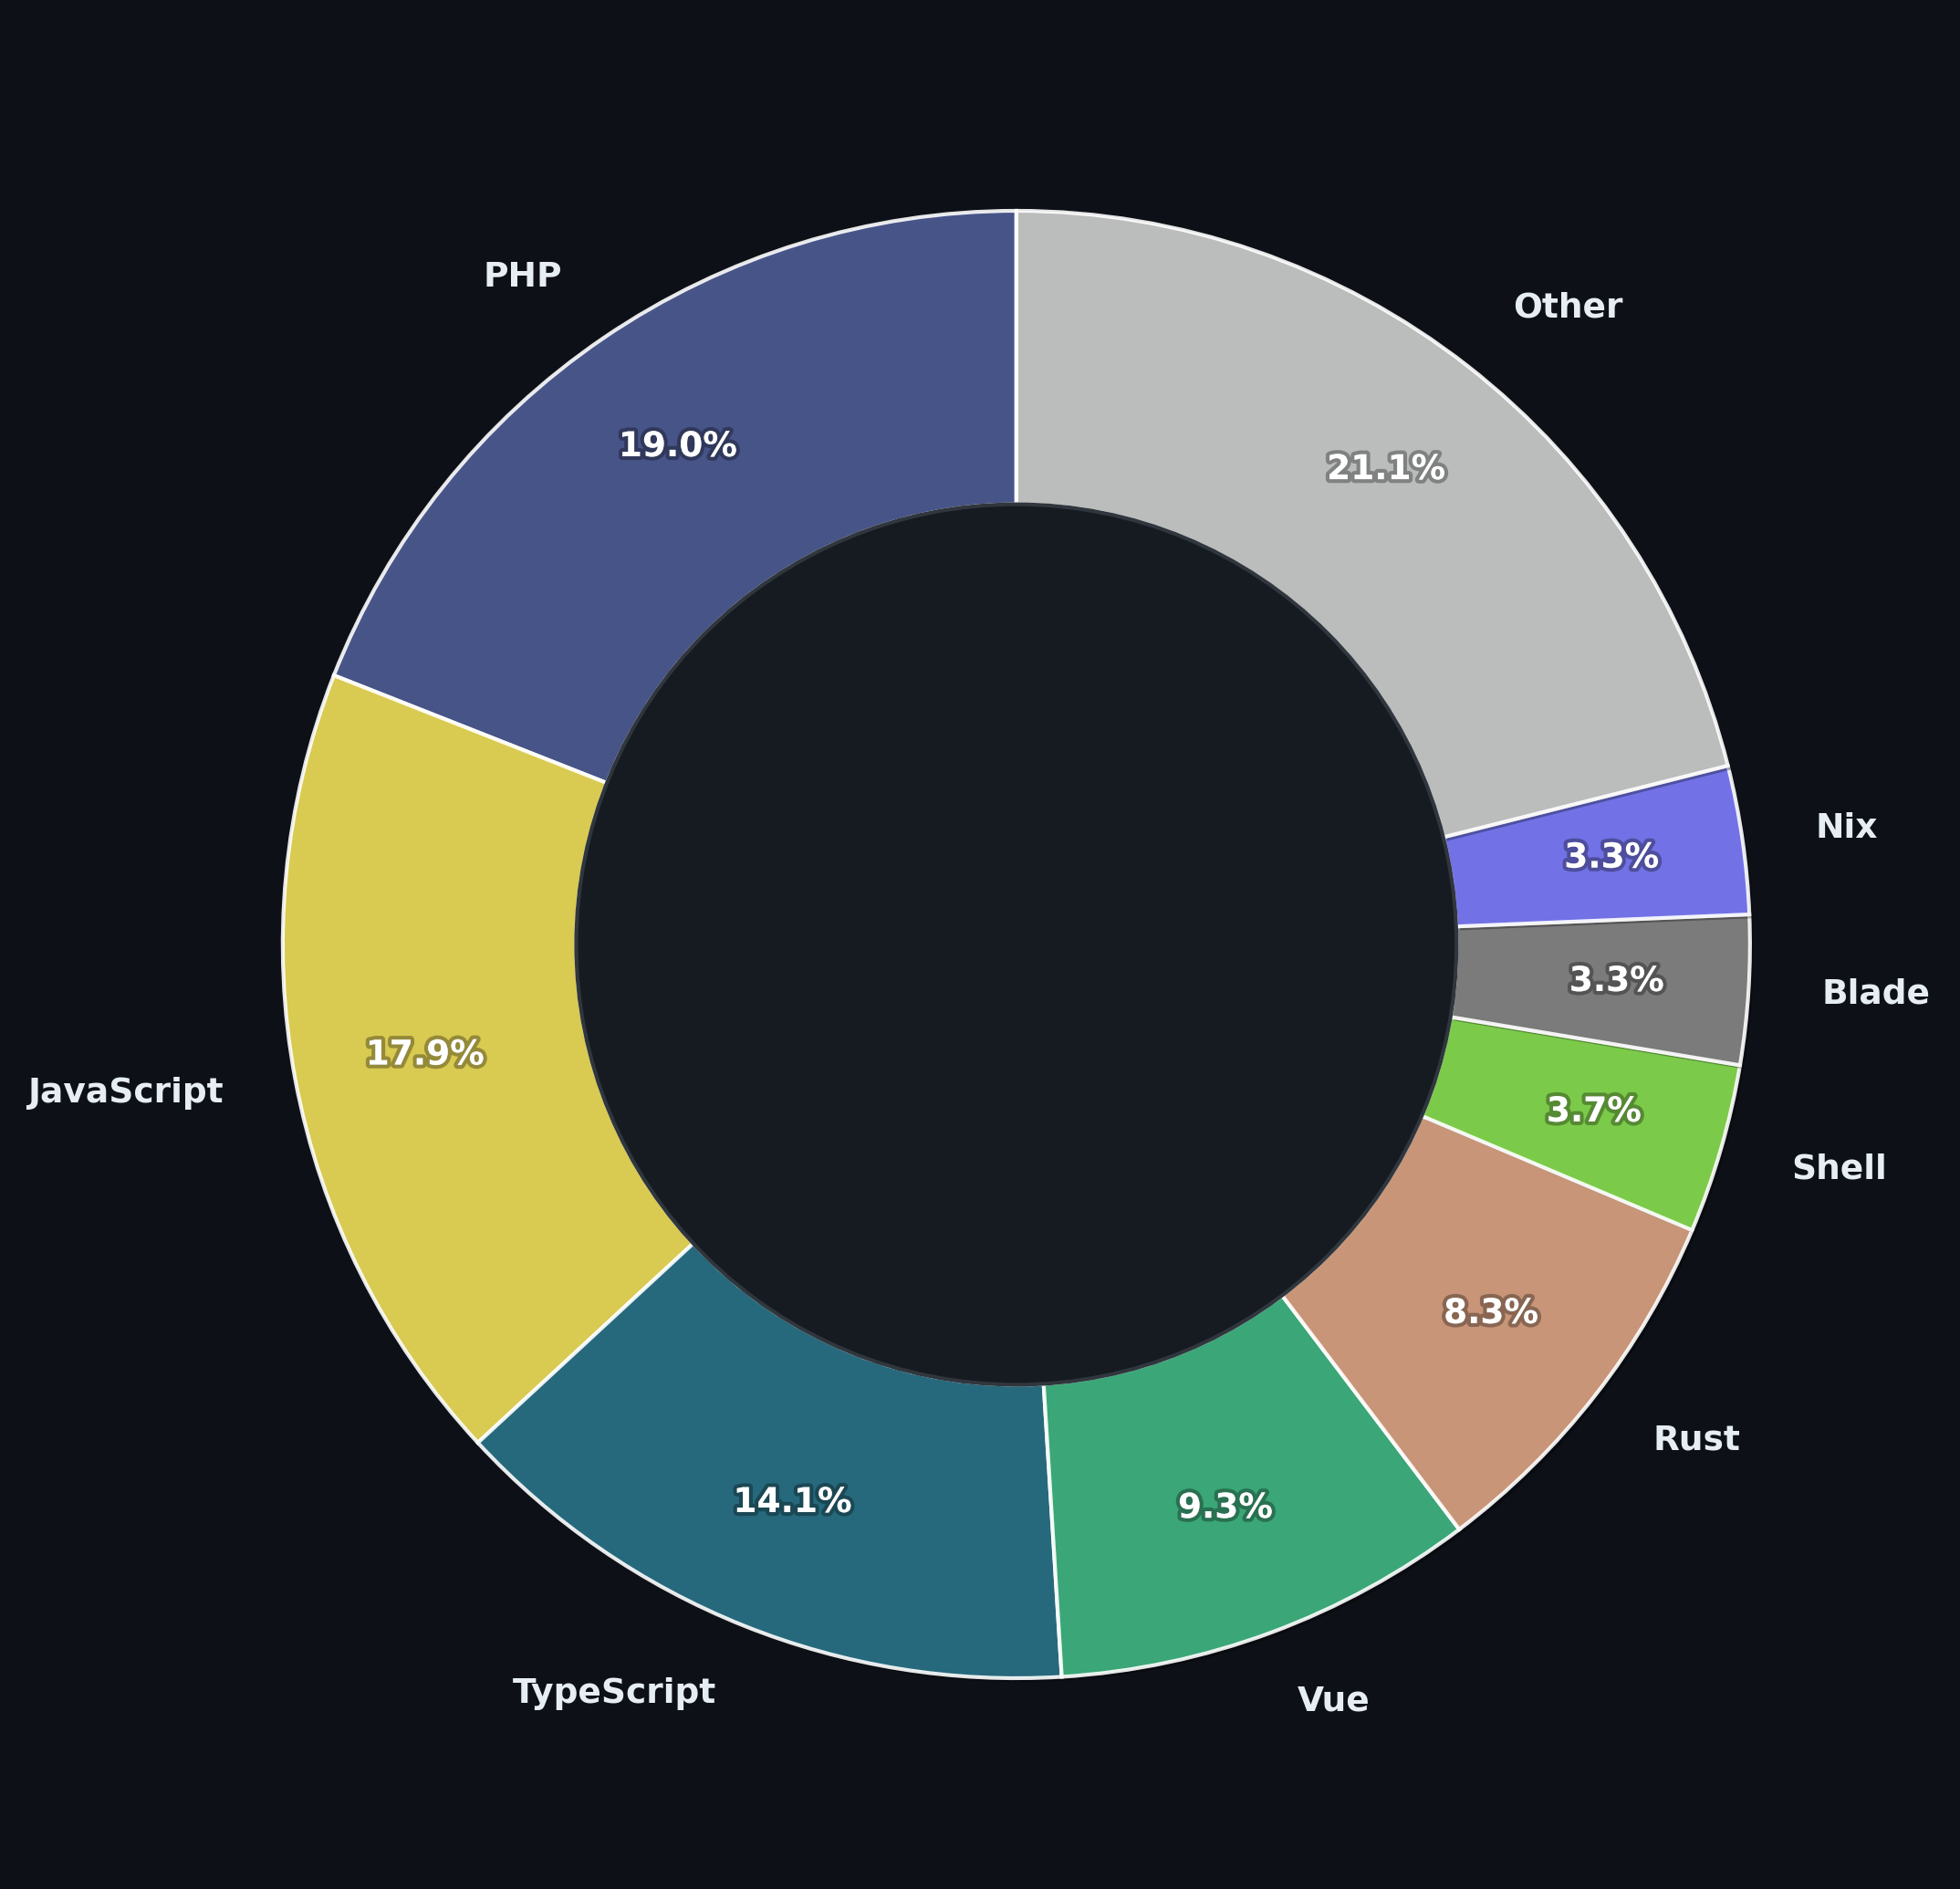 PHP
Other
19.0%
21.1%
Nix
3.3%
3.3%
Blade
17.9%
JavaScript
3.7%
Shell
8.3%
Rust
14.1%
9.3%
TypeScript
Vue